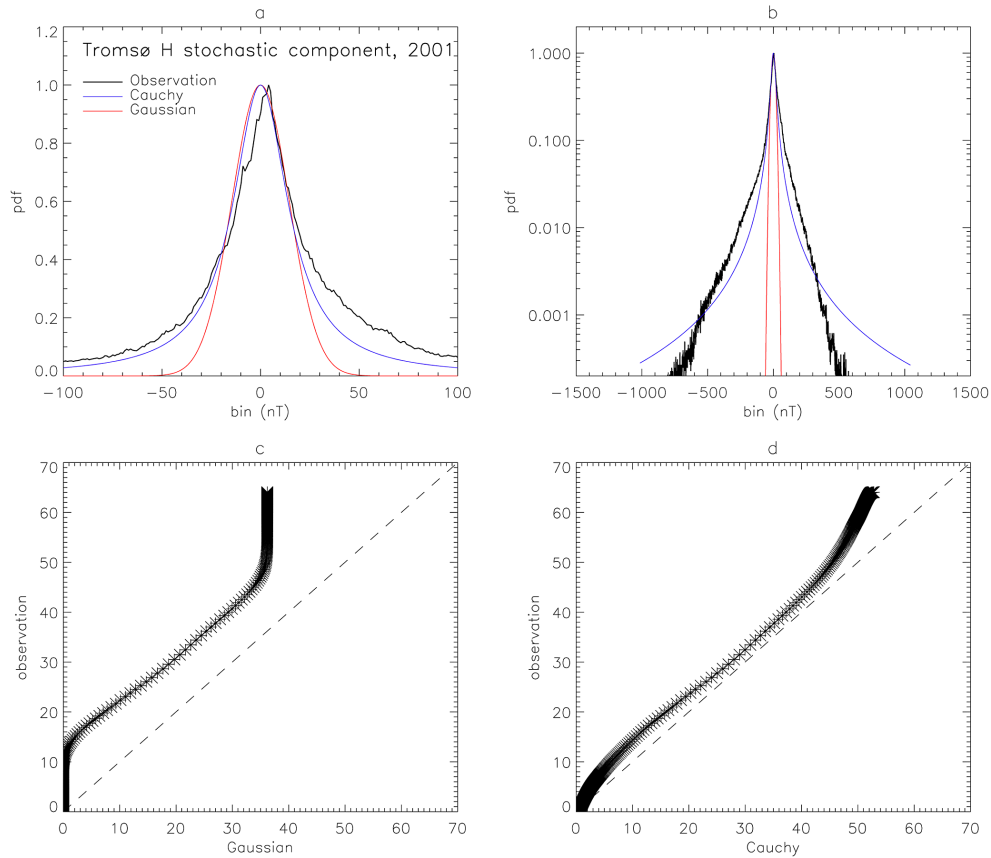 a
Tromsø H stochastic component, 2001
Observation
Cauchy
Gaussian
pdf
1.2
1.0
0.8
0.6
0.4
0.2
0.0
−100 −50 0 50 100
bin (nT)
b
pdf
1.000
0.100
0.010
0.001
−1500 −1000 −500 0 500 1000 1500
bin (nT)
c
observation
70
60
50
40
30
20
10
0
0 10 20 30 40 50 60 70
Gaussian
d
observation
70
60
50
40
30
20
10
0
0 10 20 30 40 50 60 70
Cauchy